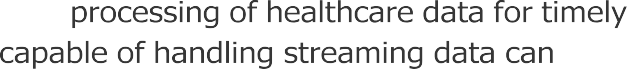 processing of healthcare data for timely
capable of handling streaming data can